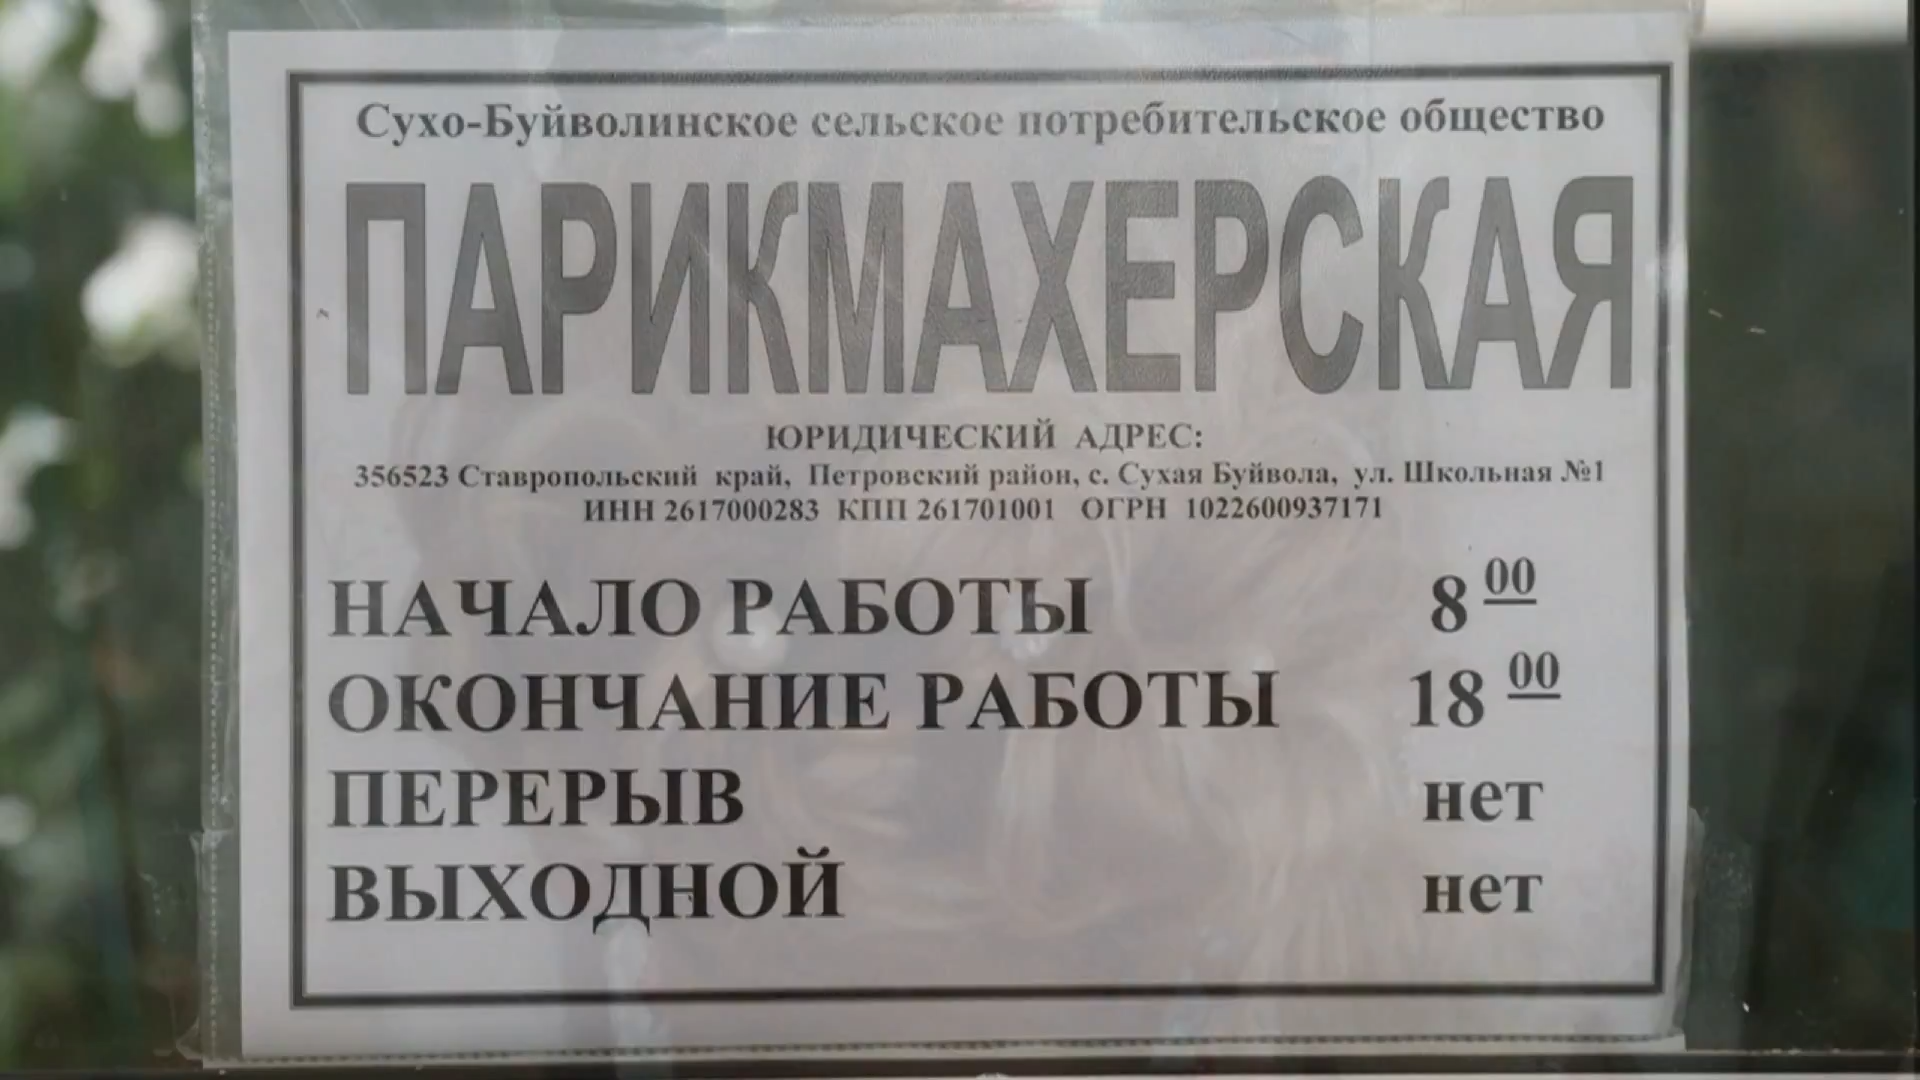 Сухо-Буйволинское сельское потребительское общество
ПАРИКМАХЕРСКАЯ
ЮРИДИЧЕСКИЙ АДРЕС:
356523 Ставропольский край, Петровский район, с. Сухая Буйвола, ул. Школьная №1
ИНН 2617000283 КПП 261701001 ОГРН 1022600937171
НАЧАЛО РАБОТЫ 8 00
ОКОНЧАНИЕ РАБОТЫ 18 00
ПЕРЕРЫВ нет
ВЫХОДНОЙ нет